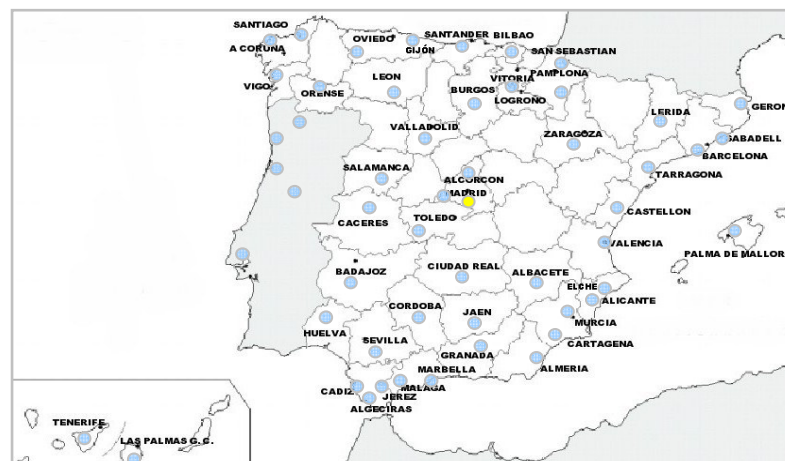 SANTIAGO
A CORUÑA
OVIEDO
GIJÓN
SANTANDER
BILBAO
SAN SEBASTIAN
VIGO
ORENSE
LEON
BURGOS
VITORIA
PAMPLONA
LOGROÑO
LERIDA
GERON
VALLADOLID
ZARAGOZA
SABADELL
BARCELONA
SALAMANCA
ALCORCON
TARRAGONA
MADRID
CACERES
TOLEDO
CASTELLON
VALENCIA
PALMA DE MALLOR
BADAJOZ
CIUDAD REAL
ALBACETE
ELCHE
ALICANTE
CORDOBA
JAEN
MURCIA
HUELVA
SEVILLA
CARTAGENA
GRANADA
MARBELLA
ALMERIA
CADIZ
MALAGA
JEREZ
ALGECIRAS
TENERIFE
LAS PALMAS G. C.